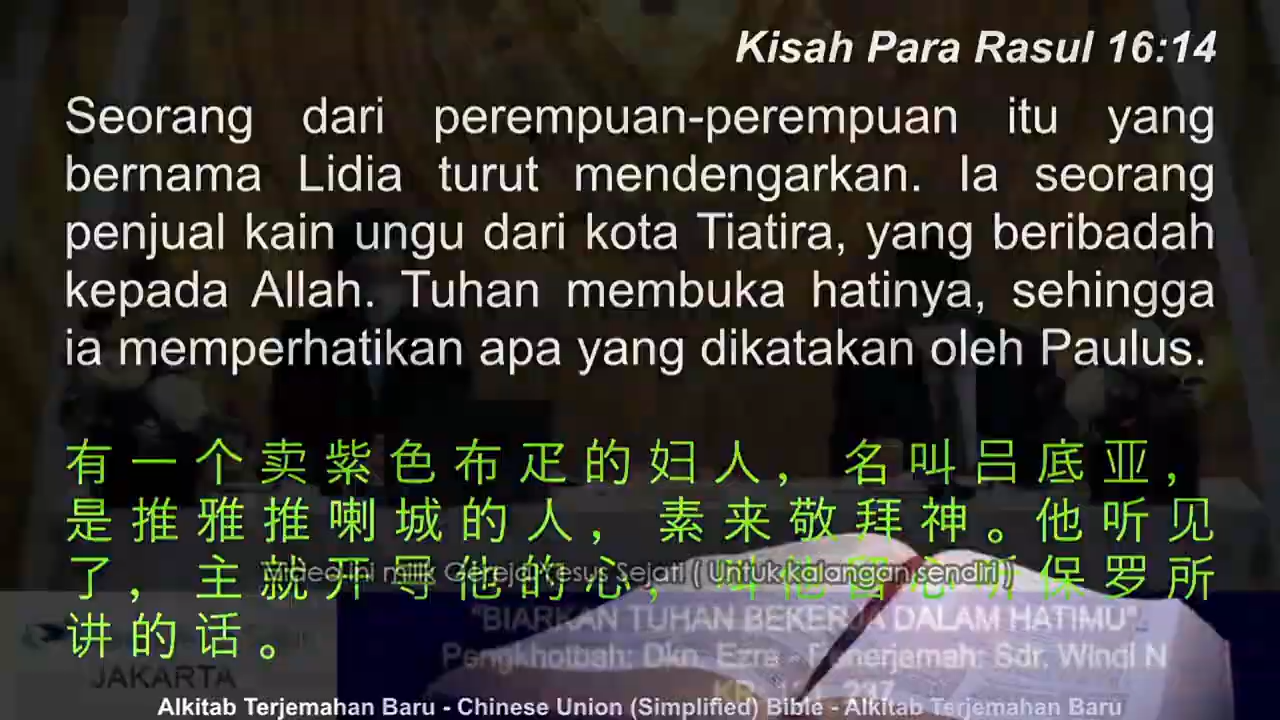 Kisah Para Rasul 16:14
Seorang dari perempuan-perempuan itu yang
bernama Lidia turut mendengarkan. Ia seorang
penjual kain ungu dari kota Tiatira, yang beribadah
kepada Allah. Tuhan membuka hatinya, sehingga
ia memperhatikan apa yang dikatakan oleh Paulus.
有一个卖紫色布疋的妇人，名叫吕底亚，
是推雅推喇城的人，素来敬拜神。他听见
了，主就开导他的心，叫他留心听保罗所
讲的话。
Video ini milik Gereja Yesus Sejati ( Untuk kalangan sendiri )
"BIARKAN TUHAN BEKERJA DALAM HATIMU"
Pengkhotbah: Dkn. Ezra - Penerjemah: Sdr. Windi N
JAKARTA
Alkitab Terjemahan Baru - Chinese Union (Simplified) Bible - Alkitab Terjemahan Baru